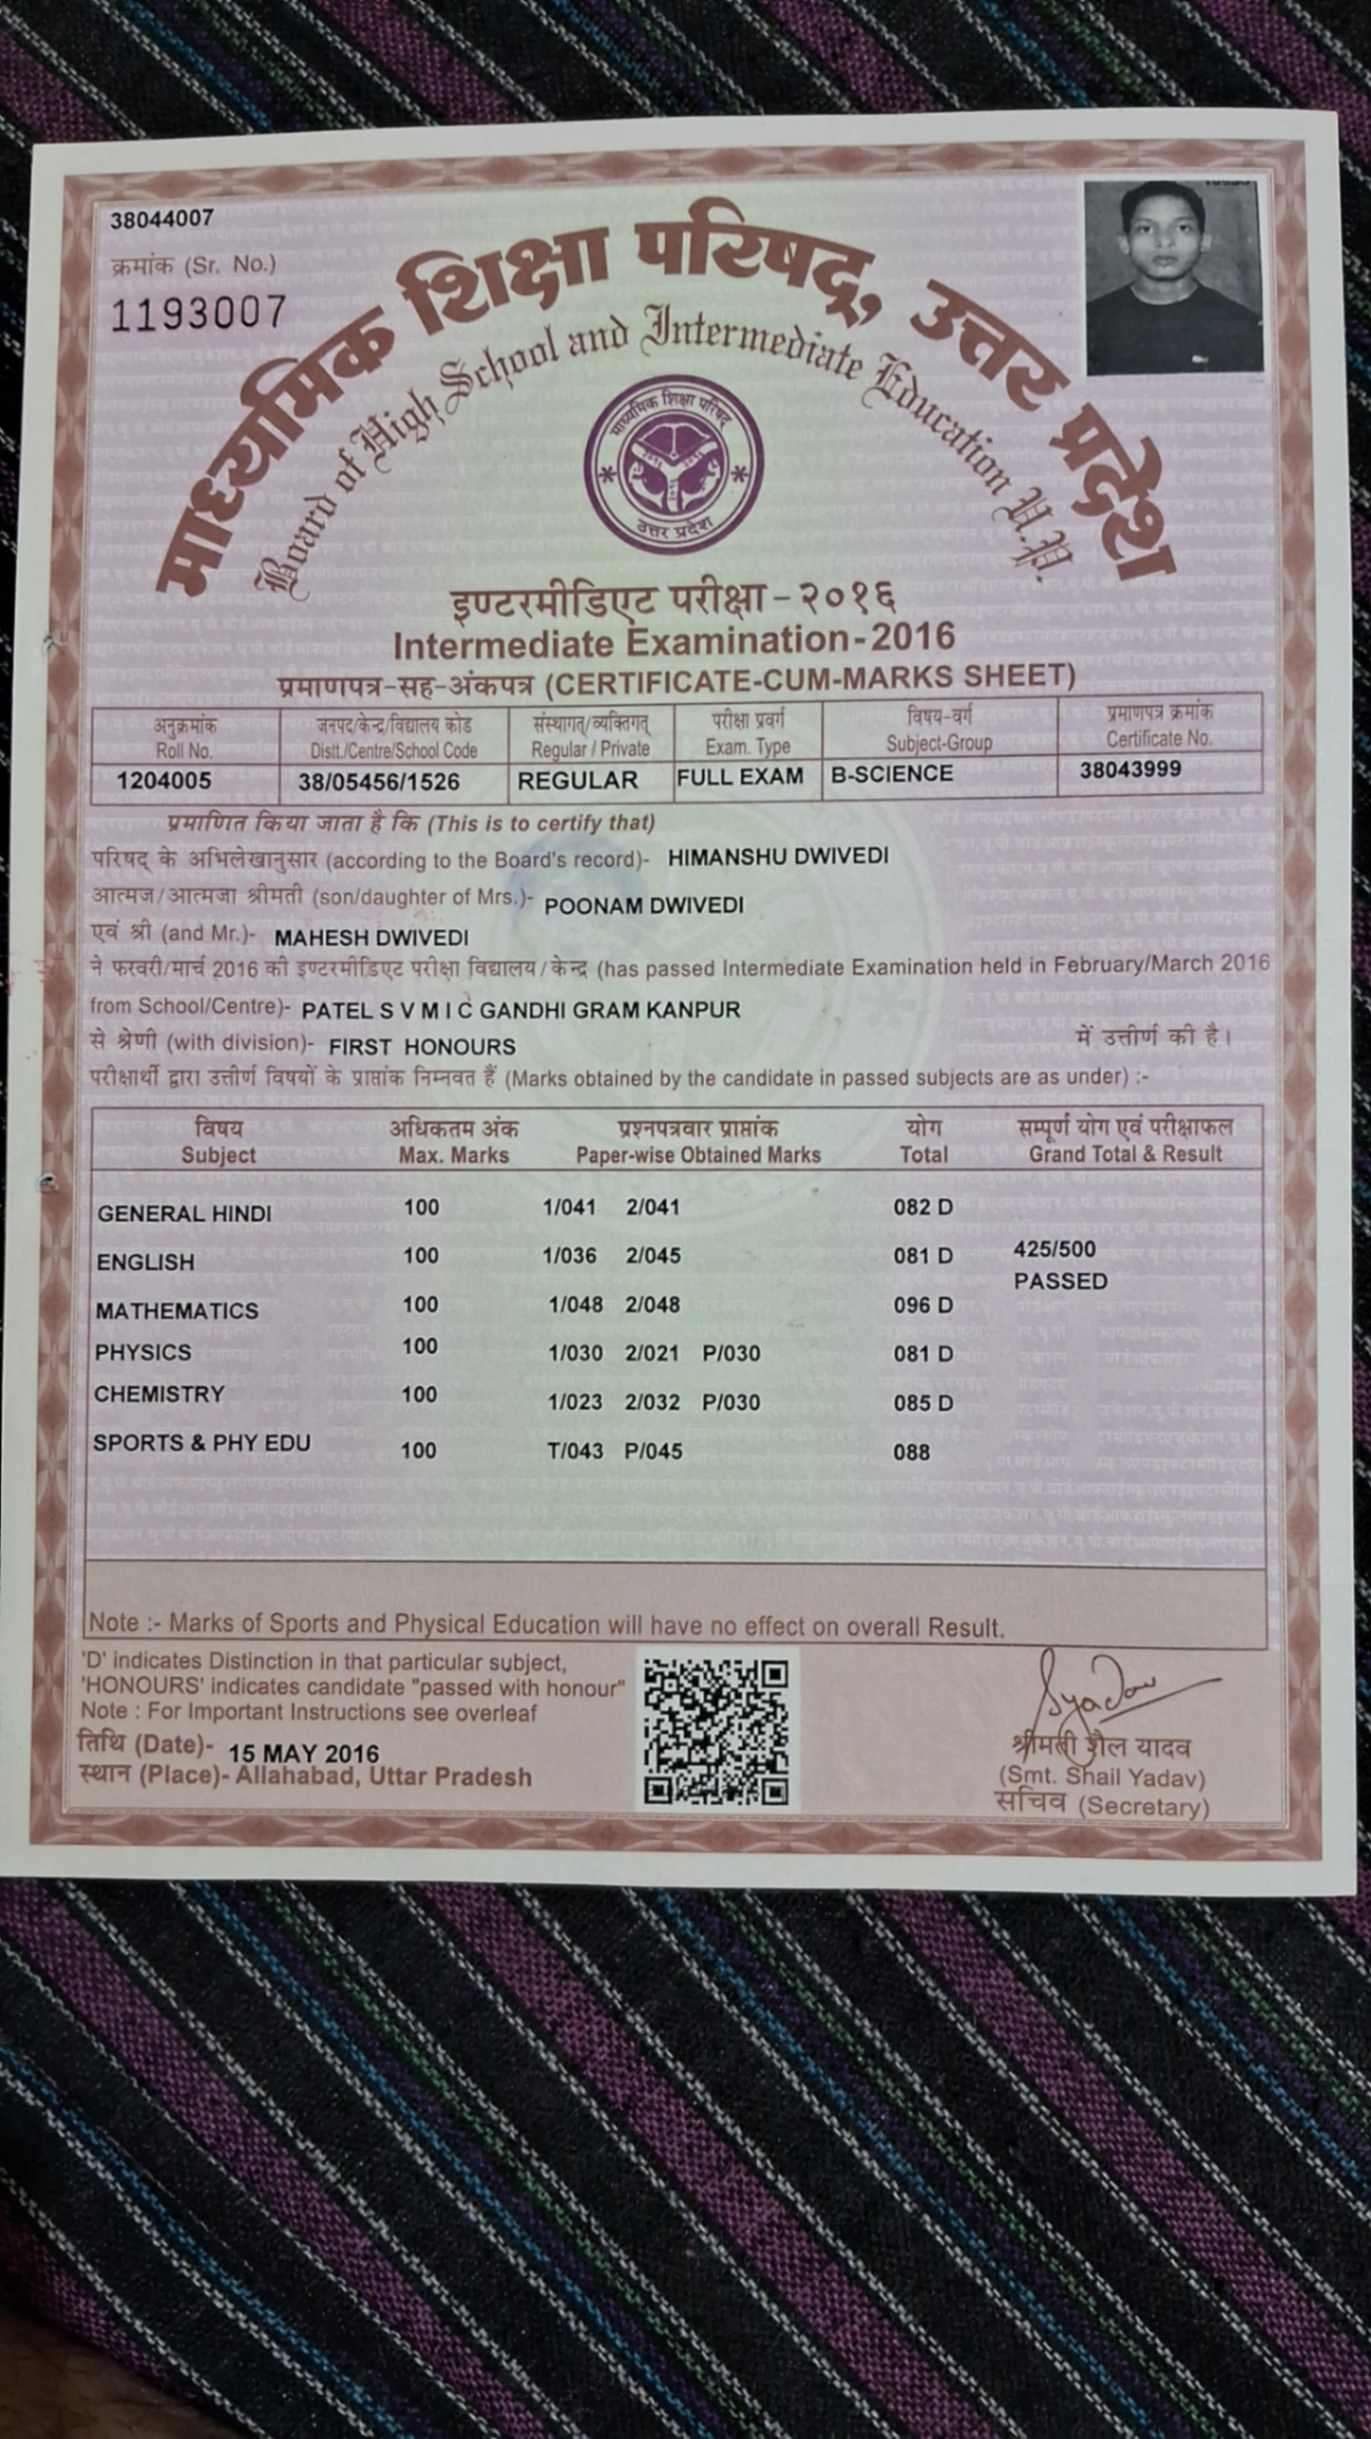 38044007
क्रमांक (Sr. No.)
1193007
माध्यमिक शिक्षा परिषद्, उत्तर प्रदेश
Board of High School and Intermediate Education U.P.
माध्यमिक शिक्षा परिषद्
उत्तर प्रदेश
इण्टरमीडिएट परीक्षा - २०१६
Intermediate Examination - 2016
प्रमाणपत्र-सह-अंकपत्र (CERTIFICATE-CUM-MARKS SHEET)
अनुक्रमांक जनपद/केन्द्र/विद्यालय कोड संस्थागत्/व्यक्तिगत् परीक्षा प्रवर्ग विषय-वर्ग प्रमाणपत्र क्रमांक
Roll No. Distt./Centre/School Code Regular / Private Exam. Type Subject-Group Certificate No.
1204005 38/05456/1526 REGULAR FULL EXAM B-SCIENCE 38043999
प्रमाणित किया जाता है कि (This is to certify that)
परिषद् के अभिलेखानुसार (according to the Board's record)- HIMANSHU DWIVEDI
आत्मज/आत्मजा श्रीमती (son/daughter of Mrs.)- POONAM DWIVEDI
एवं श्री (and Mr.)- MAHESH DWIVEDI
ने फरवरी/मार्च 2016 की इण्टरमीडिएट परीक्षा विद्यालय/केन्द्र (has passed Intermediate Examination held in February/March 2016
from School/Centre)- PATEL S V M I C GANDHI GRAM KANPUR
से श्रेणी (with division)- FIRST HONOURS में उत्तीर्ण की है।
परीक्षार्थी द्वारा उत्तीर्ण विषयों के प्राप्तांक निम्नवत हैं (Marks obtained by the candidate in passed subjects are as under) :-
विषय अधिकतम अंक प्रश्नपत्रवार प्राप्तांक योग सम्पूर्ण योग एवं परीक्षाफल
Subject Max. Marks Paper-wise Obtained Marks Total Grand Total & Result
GENERAL HINDI 100 1/041 2/041 082 D
ENGLISH 100 1/036 2/045 081 D 425/500
PASSED
MATHEMATICS 100 1/048 2/048 096 D
PHYSICS 100 1/030 2/021 P/030 081 D
CHEMISTRY 100 1/023 2/032 P/030 085 D
SPORTS & PHY EDU 100 T/043 P/045 088
Note :- Marks of Sports and Physical Education will have no effect on overall Result.
'D' indicates Distinction in that particular subject,
'HONOURS' indicates candidate "passed with honour"
Note : For Important Instructions see overleaf
तिथि (Date)- 15 MAY 2016
स्थान (Place)- Allahabad, Uttar Pradesh
Syadav
श्रीमती शैल यादव
(Smt. Shail Yadav)
सचिव (Secretary)